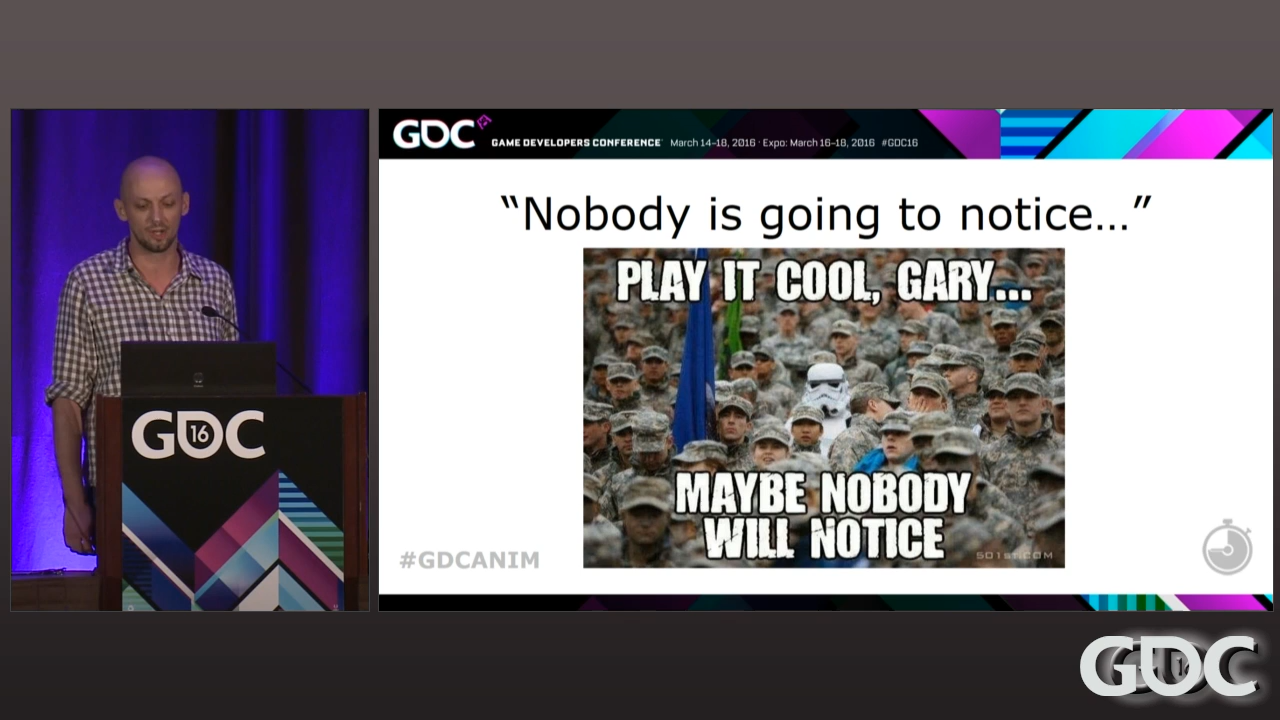 GDC
GAME DEVELOPERS CONFERENCE March 14–18, 2016 · Expo: March 16–18, 2016 #GDC16
“Nobody is going to notice...”
PLAY IT COOL, GARY...
MAYBE NOBODY
WILL NOTICE
501ST.COM
#GDCANIM
GDC
16
GDC